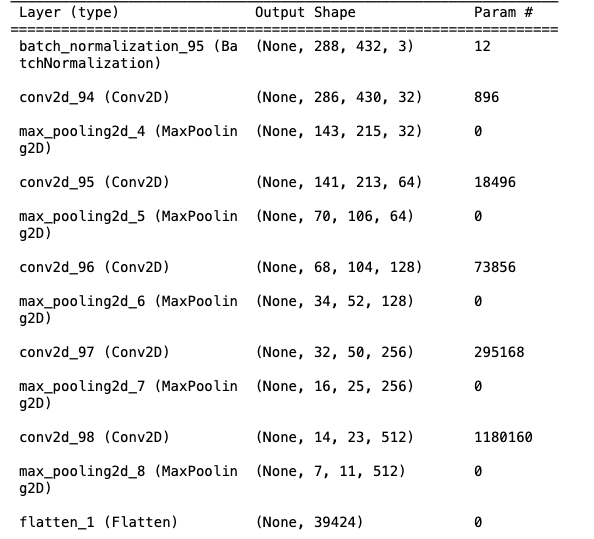 Layer (type) Output Shape Param #
=================================================================
batch_normalization_95 (Ba (None, 288, 432, 3) 12
tchNormalization)
conv2d_94 (Conv2D) (None, 286, 430, 32) 896
max_pooling2d_4 (MaxPoolin (None, 143, 215, 32) 0
g2D)
conv2d_95 (Conv2D) (None, 141, 213, 64) 18496
max_pooling2d_5 (MaxPoolin (None, 70, 106, 64) 0
g2D)
conv2d_96 (Conv2D) (None, 68, 104, 128) 73856
max_pooling2d_6 (MaxPoolin (None, 34, 52, 128) 0
g2D)
conv2d_97 (Conv2D) (None, 32, 50, 256) 295168
max_pooling2d_7 (MaxPoolin (None, 16, 25, 256) 0
g2D)
conv2d_98 (Conv2D) (None, 14, 23, 512) 1180160
max_pooling2d_8 (MaxPoolin (None, 7, 11, 512) 0
g2D)
flatten_1 (Flatten) (None, 39424) 0